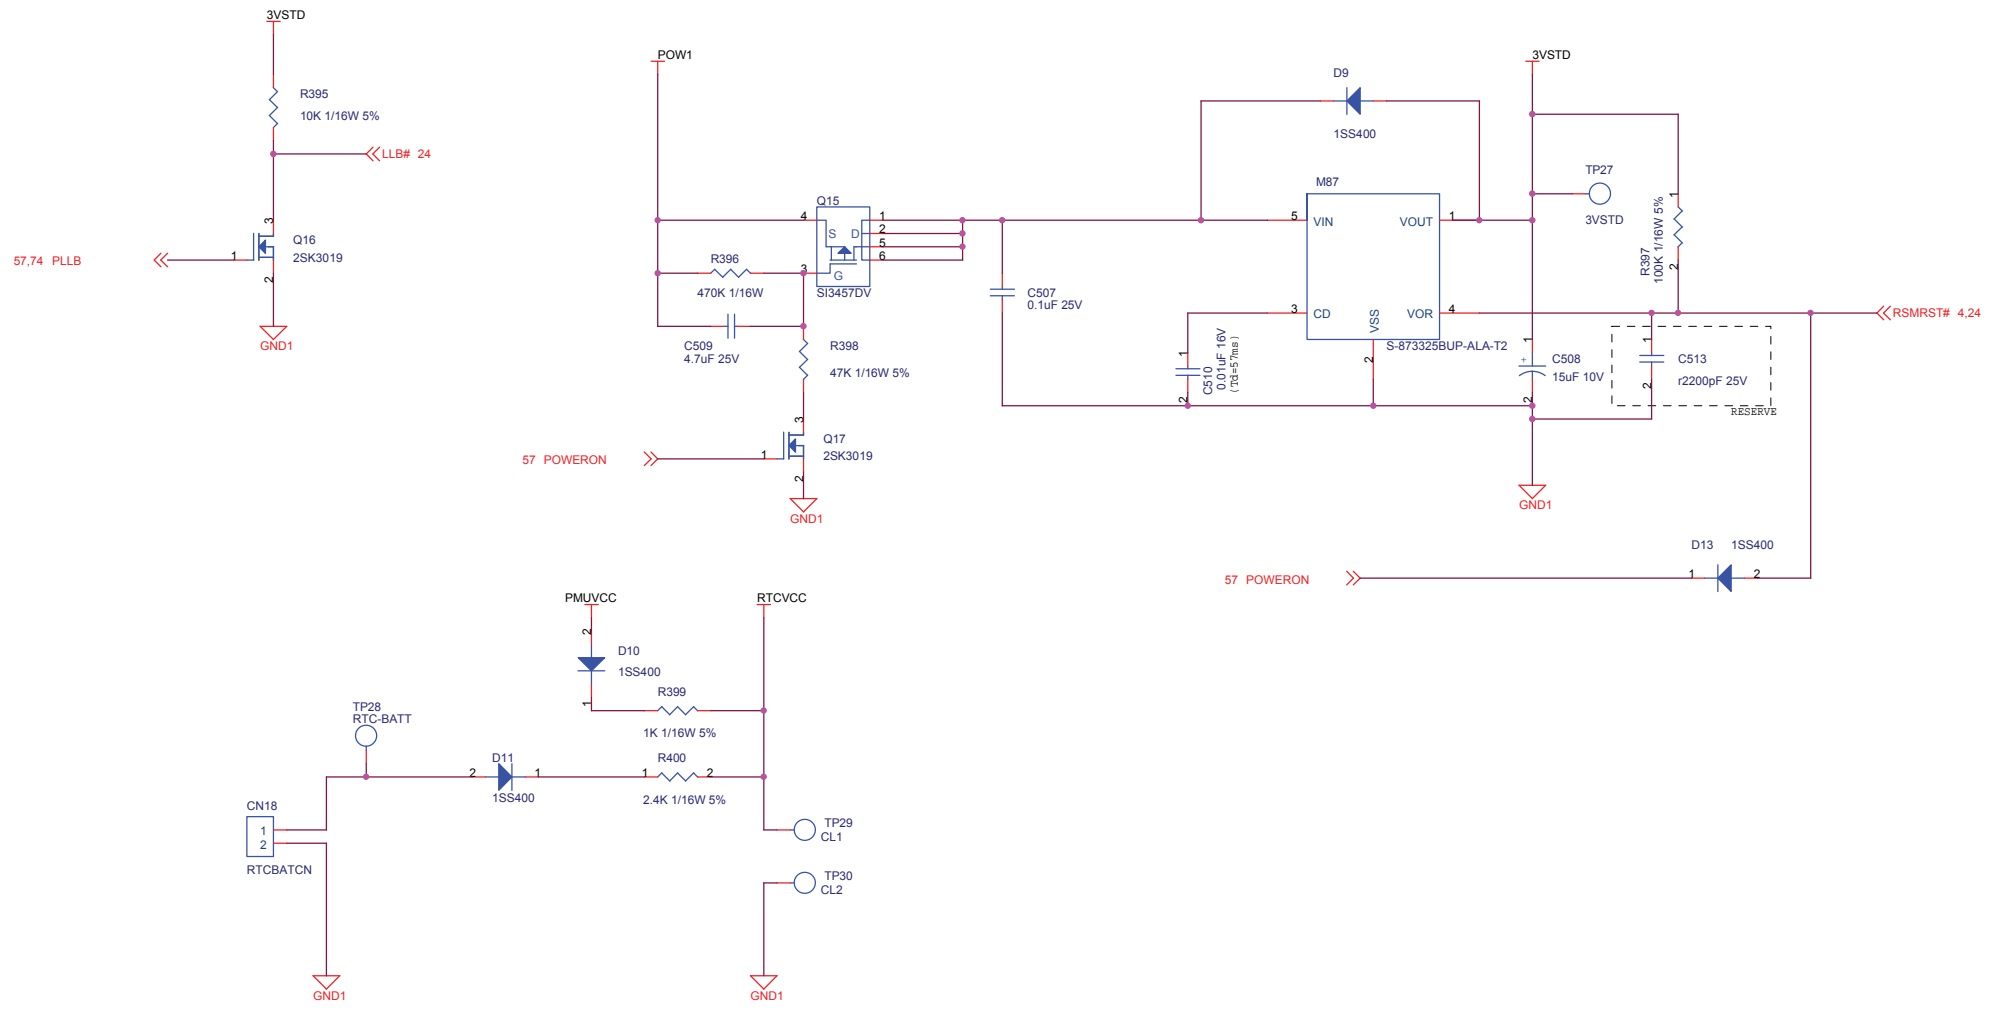 3VSTD
R395
10K 1/16W 5%
LLB# 24
3
Q16
2SK3019
1
2
57,74 PLLB
GND1
POW1
Q15
4
1
2
5
6
S
D
3
G
SI3457DV
R396
470K 1/16W
C509
4.7uF 25V
R398
47K 1/16W 5%
3
Q17
2SK3019
1
2
57 POWERON
GND1
C507
0.1uF 25V
D9
1SS400
M87
5
VIN
VOUT
1
3
CD
VSS
VOR
4
2
S-873325BUP-ALA-T2
1
C510
0.01uF 16V
(Td=57ms)
2
3VSTD
TP27
3VSTD
1
R397
100K 1/16W 5%
2
RSMRST# 4,24
1
+
C508
15uF 10V
2
1
C513
r2200pF 25V
2
RESERVE
GND1
D13
1SS400
57 POWERON
1
2
PMUVCC
RTCVCC
2
D10
1SS400
1
R399
1K 1/16W 5%
TP28
RTC-BATT
2
D11
1
1SS400
1
R400
2
2.4K 1/16W 5%
CN18
1
2
RTCBATCN
TP29
CL1
TP30
CL2
GND1
GND1